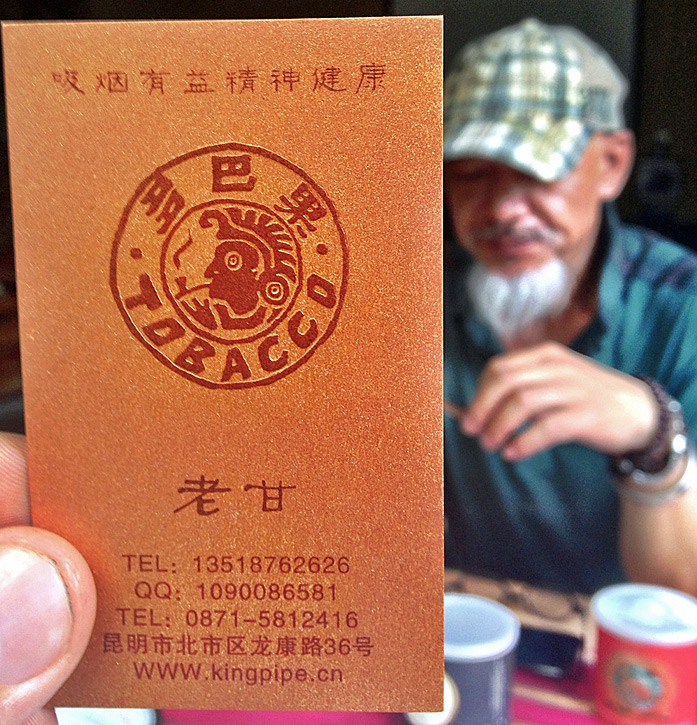 吸烟有益精神健康
多巴果
TOBACCO
老甘
TEL: 13518762626
QQ: 1090086581
TEL: 0871-5812416
昆明市北市区龙康路36号
WWW.kingpipe.cn